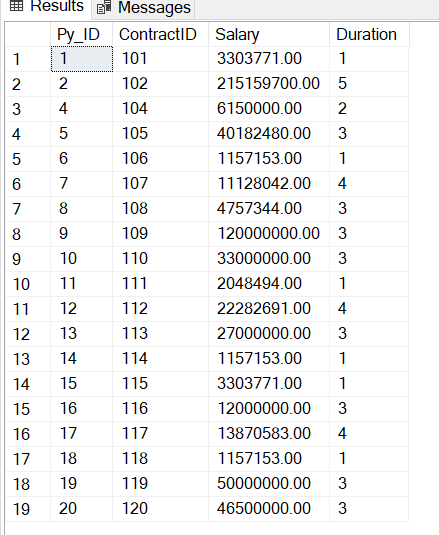 Results Messages
Py_ID ContractID Salary Duration
1 1 101 3303771.00 1
2 2 102 215159700.00 5
3 4 104 6150000.00 2
4 5 105 40182480.00 3
5 6 106 1157153.00 1
6 7 107 11128042.00 4
7 8 108 4757344.00 3
8 9 109 120000000.00 3
9 10 110 33000000.00 3
10 11 111 2048494.00 1
11 12 112 22282691.00 4
12 13 113 27000000.00 3
13 14 114 1157153.00 1
14 15 115 3303771.00 1
15 16 116 12000000.00 3
16 17 117 13870583.00 4
17 18 118 1157153.00 1
18 19 119 50000000.00 3
19 20 120 46500000.00 3